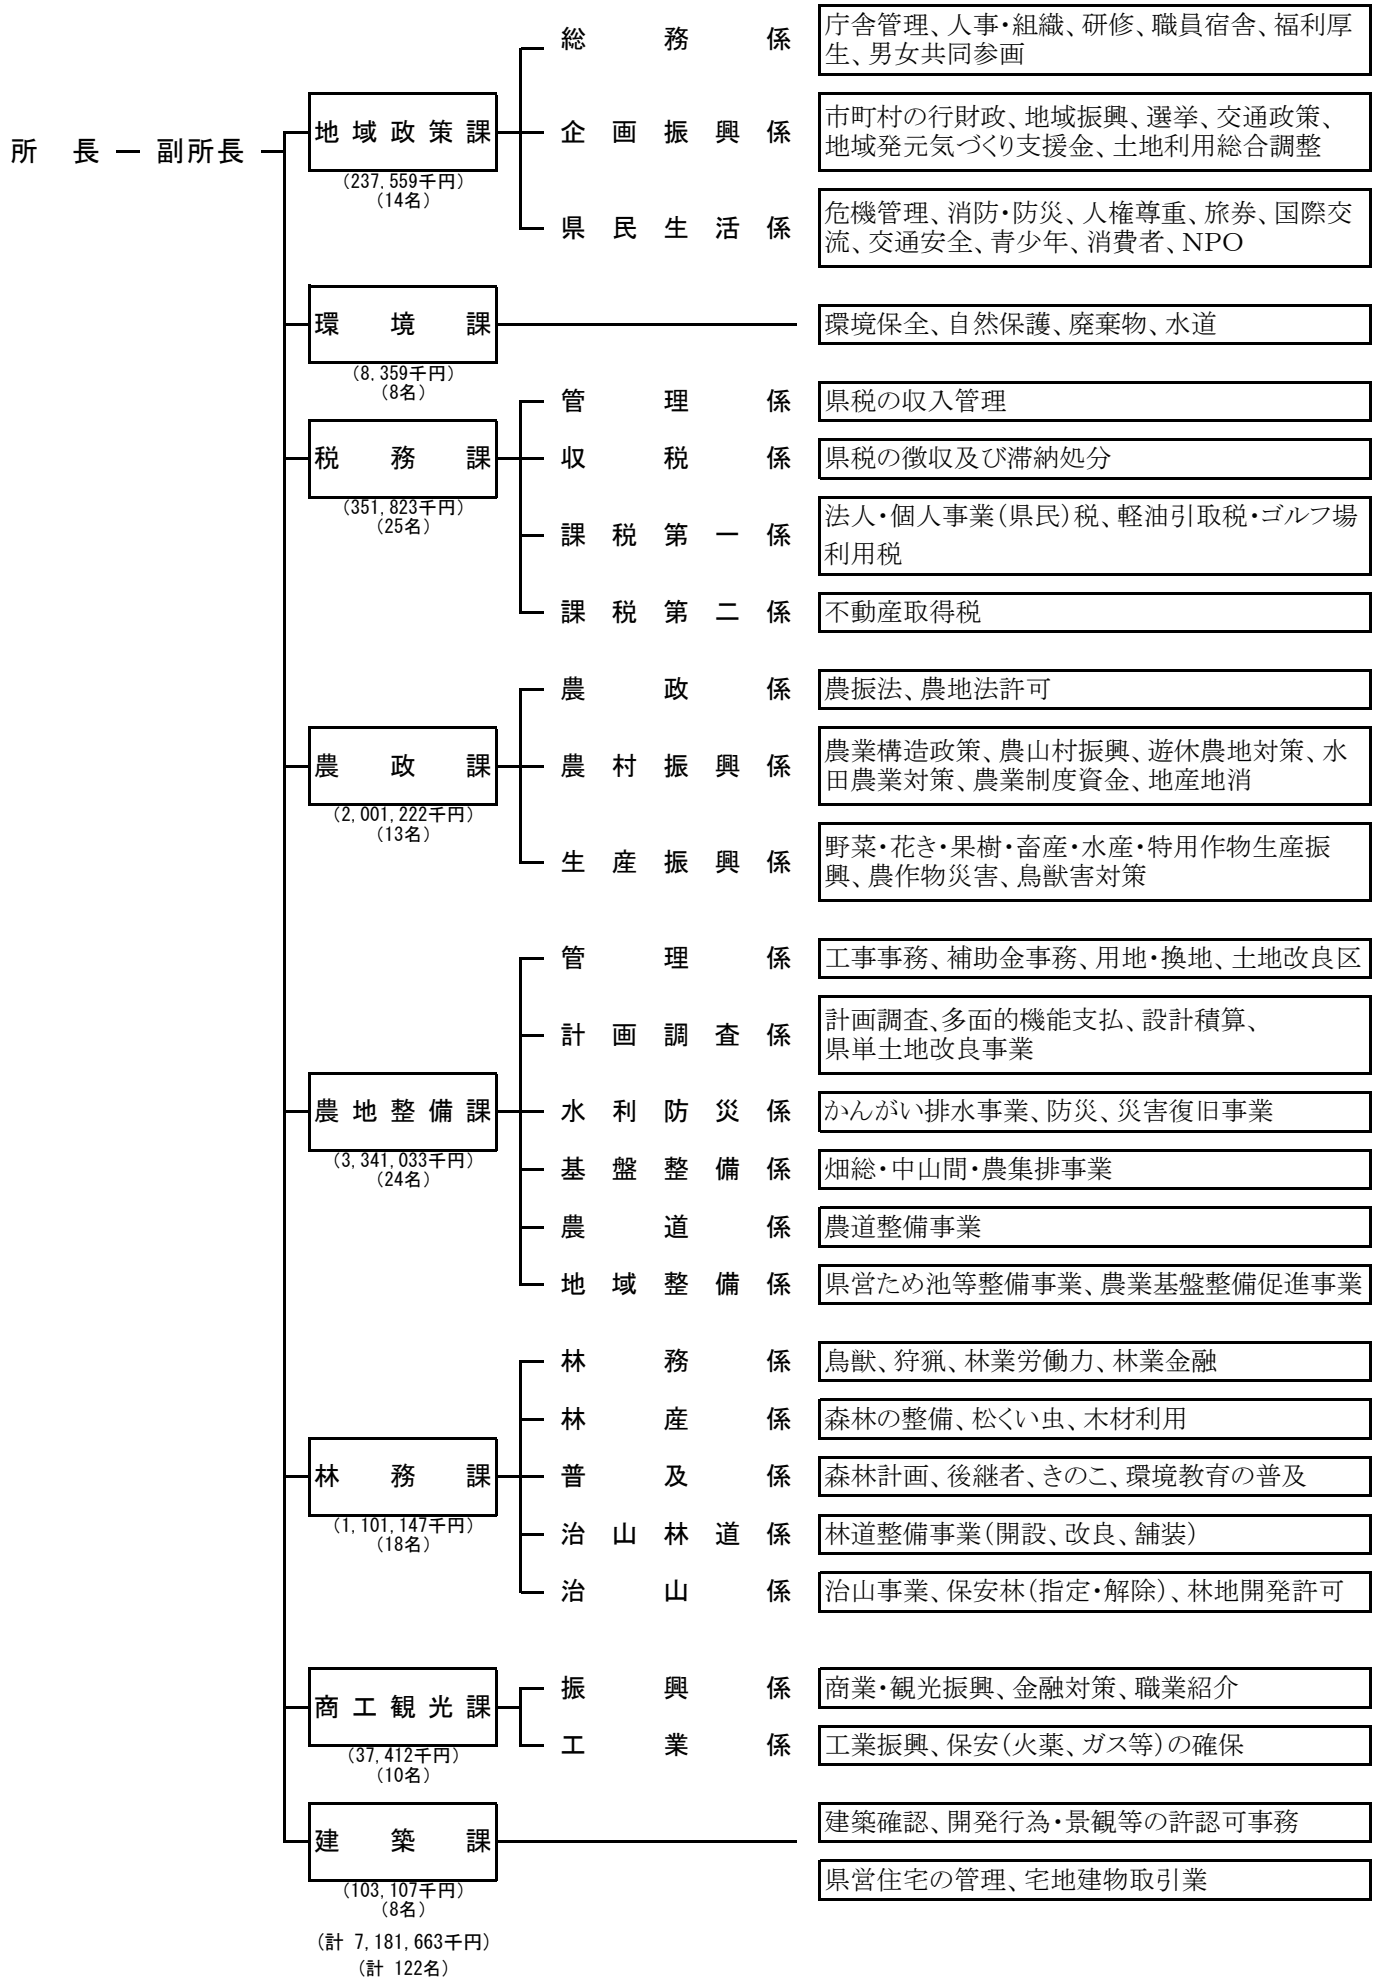 所長 ー 副所長
地域政策課
（237,559千円）
（14名）
総務係
庁舎管理、人事・組織、研修、職員宿舎、福利厚
生、男女共同参画
企画振興係
市町村の行財政、地域振興、選挙、交通政策、
地域発元気づくり支援金、土地利用総合調整
県民生活係
危機管理、消防・防災、人権尊重、旅券、国際交
流、交通安全、青少年、消費者、NPO
環境課
（8,359千円）
（8名）
環境保全、自然保護、廃棄物、水道
税務課
（351,823千円）
（25名）
管理係
県税の収入管理
収税係
県税の徴収及び滞納処分
課税第一係
法人・個人事業（県民）税、軽油引取税・ゴルフ場
利用税
課税第二係
不動産取得税
農政課
（2,001,222千円）
（13名）
農政係
農振法、農地法許可
農村振興係
農業構造政策、農山村振興、遊休農地対策、水
田農業対策、農業制度資金、地産地消
生産振興係
野菜・花き・果樹・畜産・水産・特用作物生産振
興、農作物災害、鳥獣害対策
農地整備課
（3,341,033千円）
（24名）
管理係
工事事務、補助金事務、用地・換地、土地改良区
計画調査係
計画調査、多面的機能支払、設計積算、
県単土地改良事業
水利防災係
かんがい排水事業、防災、災害復旧事業
基盤整備係
畑総・中山間・農集排事業
農道係
農道整備事業
地域整備係
県営ため池等整備事業、農業基盤整備促進事業
林務課
（1,101,147千円）
（18名）
林務係
鳥獣、狩猟、林業労働力、林業金融
林産係
森林の整備、松くい虫、木材利用
普及係
森林計画、後継者、きのこ、環境教育の普及
治山林道係
林道整備事業（開設、改良、舗装）
治山係
治山事業、保安林（指定・解除）、林地開発許可
商工観光課
（37,412千円）
（10名）
振興係
商業・観光振興、金融対策、職業紹介
工業係
工業振興、保安（火薬、ガス等）の確保
建築課
（103,107千円）
（8名）
建築確認、開発行為・景観等の許認可事務
県営住宅の管理、宅地建物取引業
（計 7,181,663千円）
（計 122名）